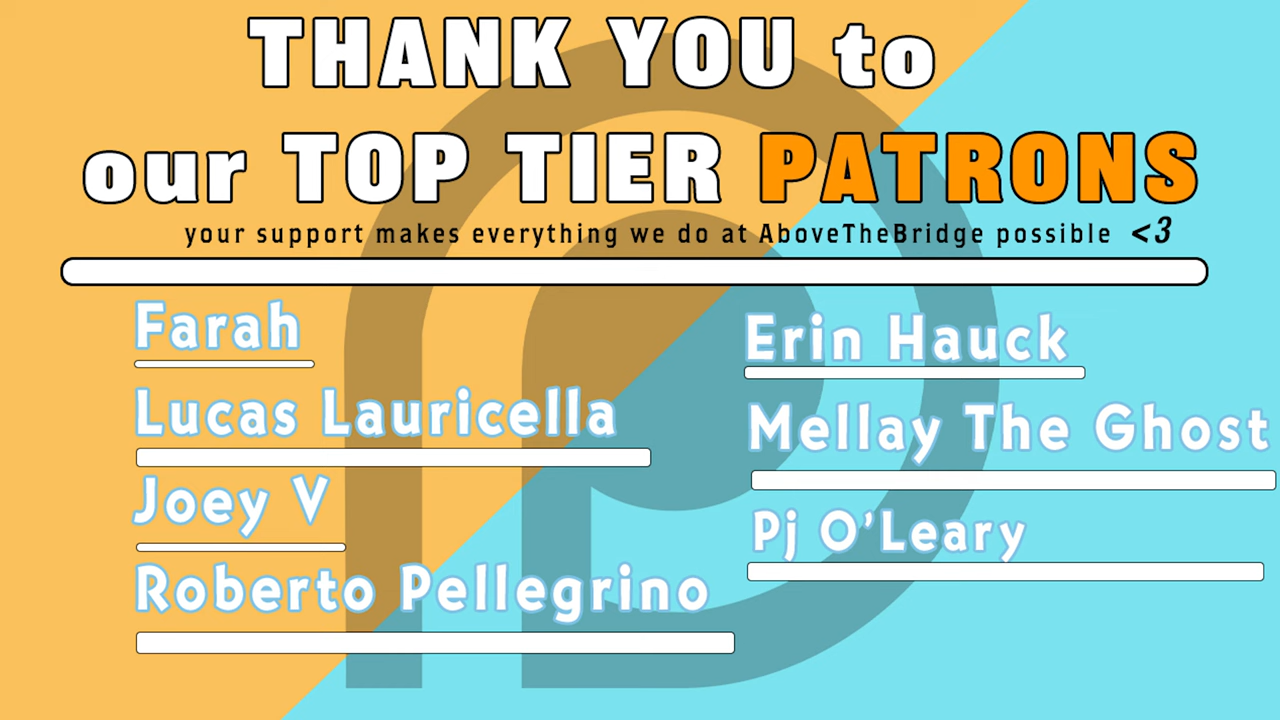 THANK YOU to
our TOP TIER PATRONS
your support makes everything we do at AboveTheBridge possible <3
Farah
Lucas Lauricella
Joey V
Roberto Pellegrino
Erin Hauck
Mellay The Ghost
Pj O'Leary